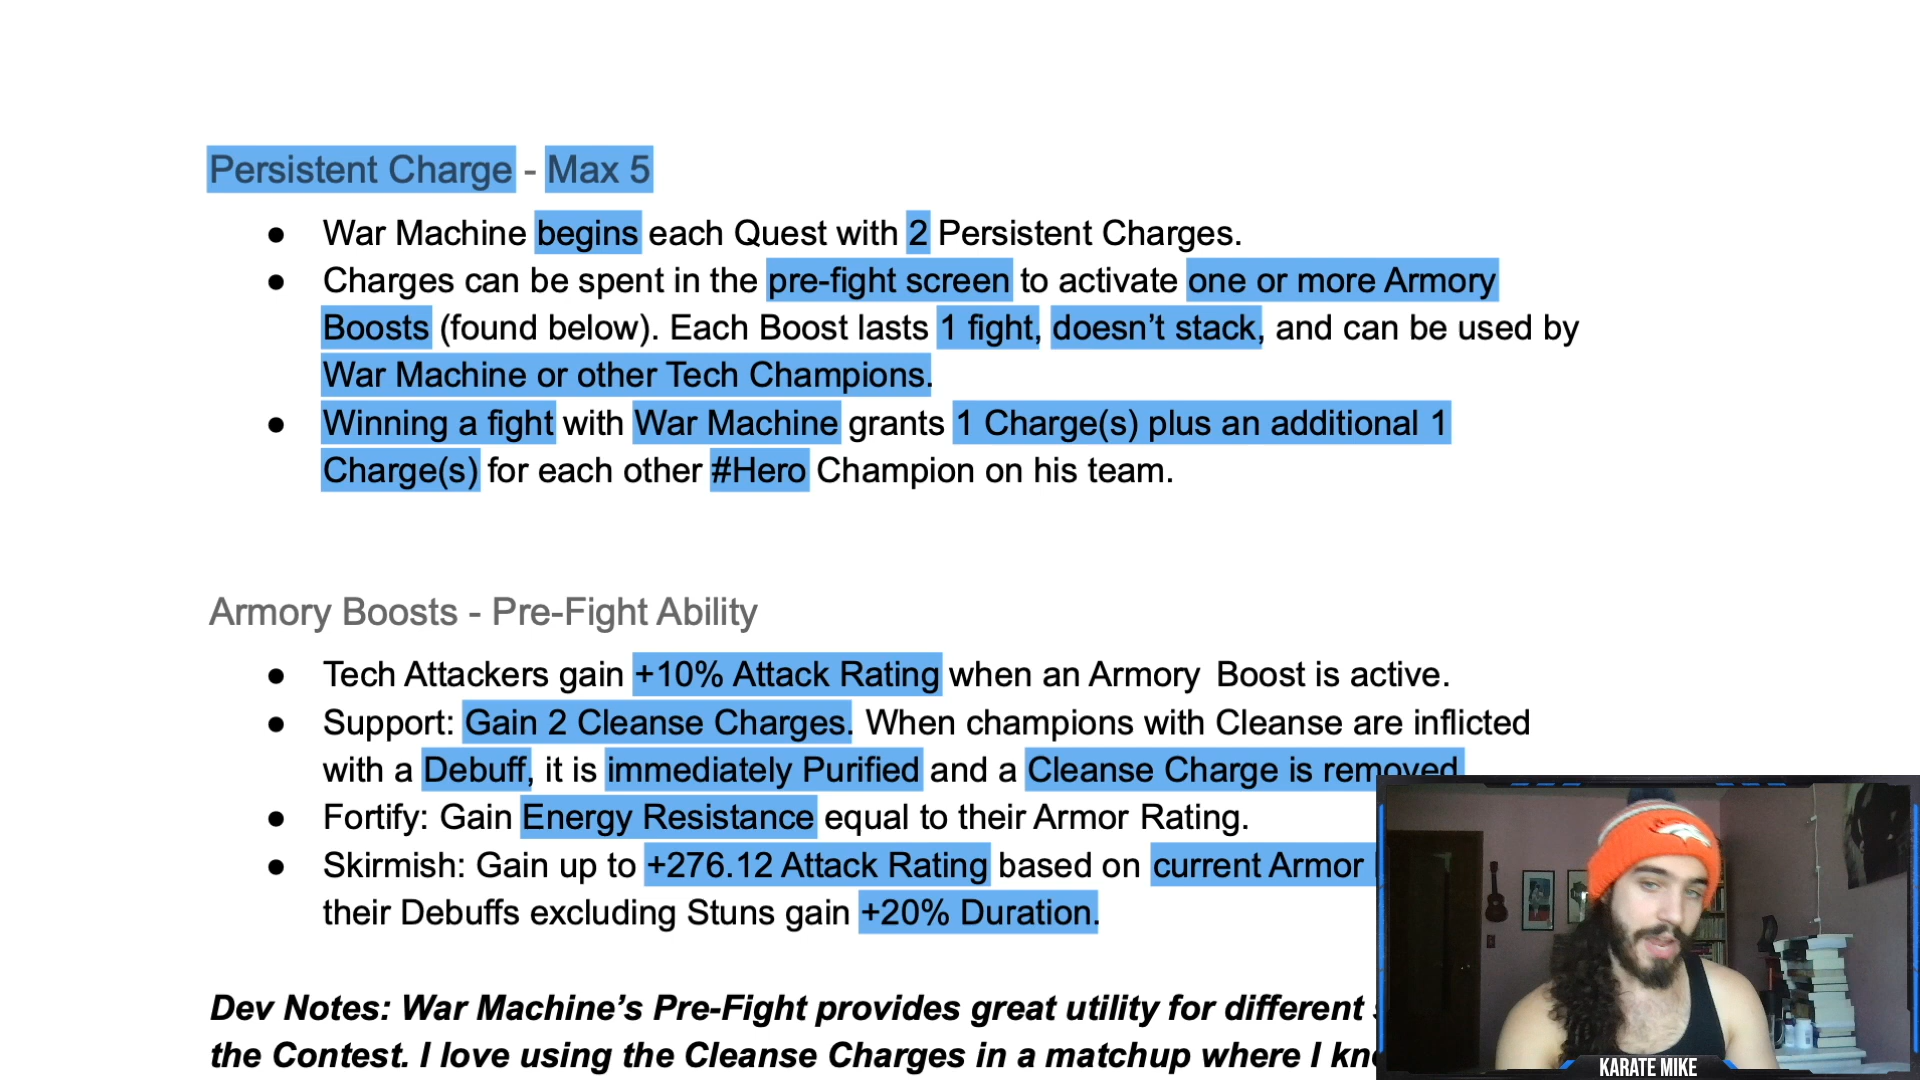 Persistent Charge - Max 5
● War Machine begins each Quest with 2 Persistent Charges.
● Charges can be spent in the pre-fight screen to activate one or more Armory
Boosts (found below). Each Boost lasts 1 fight, doesn’t stack, and can be used by
War Machine or other Tech Champions.
● Winning a fight with War Machine grants 1 Charge(s) plus an additional 1
Charge(s) for each other #Hero Champion on his team.
Armory Boosts - Pre-Fight Ability
● Tech Attackers gain +10% Attack Rating when an Armory Boost is active.
● Support: Gain 2 Cleanse Charges. When champions with Cleanse are inflicted
with a Debuff, it is immediately Purified and a Cleanse Charge is removed
● Fortify: Gain Energy Resistance equal to their Armor Rating.
● Skirmish: Gain up to +276.12 Attack Rating based on current Armor
their Debuffs excluding Stuns gain +20% Duration.
Dev Notes: War Machine’s Pre-Fight provides great utility for different
the Contest. I love using the Cleanse Charges in a matchup where I
KARATE MIKE